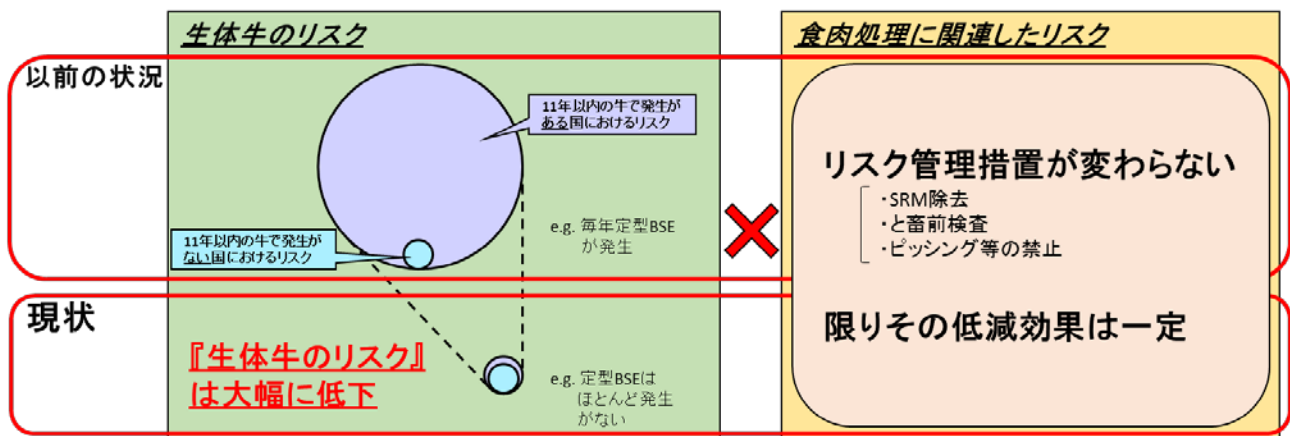 生体牛のリスク
食肉処理に関連したリスク
以前の状況
11年以内の牛で発生が
ある国におけるリスク
11年以内の牛で発生が
ない国におけるリスク
e.g. 毎年定型BSE
が発生
リスク管理措置が変わらない
・SRM除去
・と畜前検査
・ピッシング等の禁止
限りその低減効果は一定
現状
『生体牛のリスク』
は大幅に低下
e.g. 定型BSEは
ほとんど発生
がない